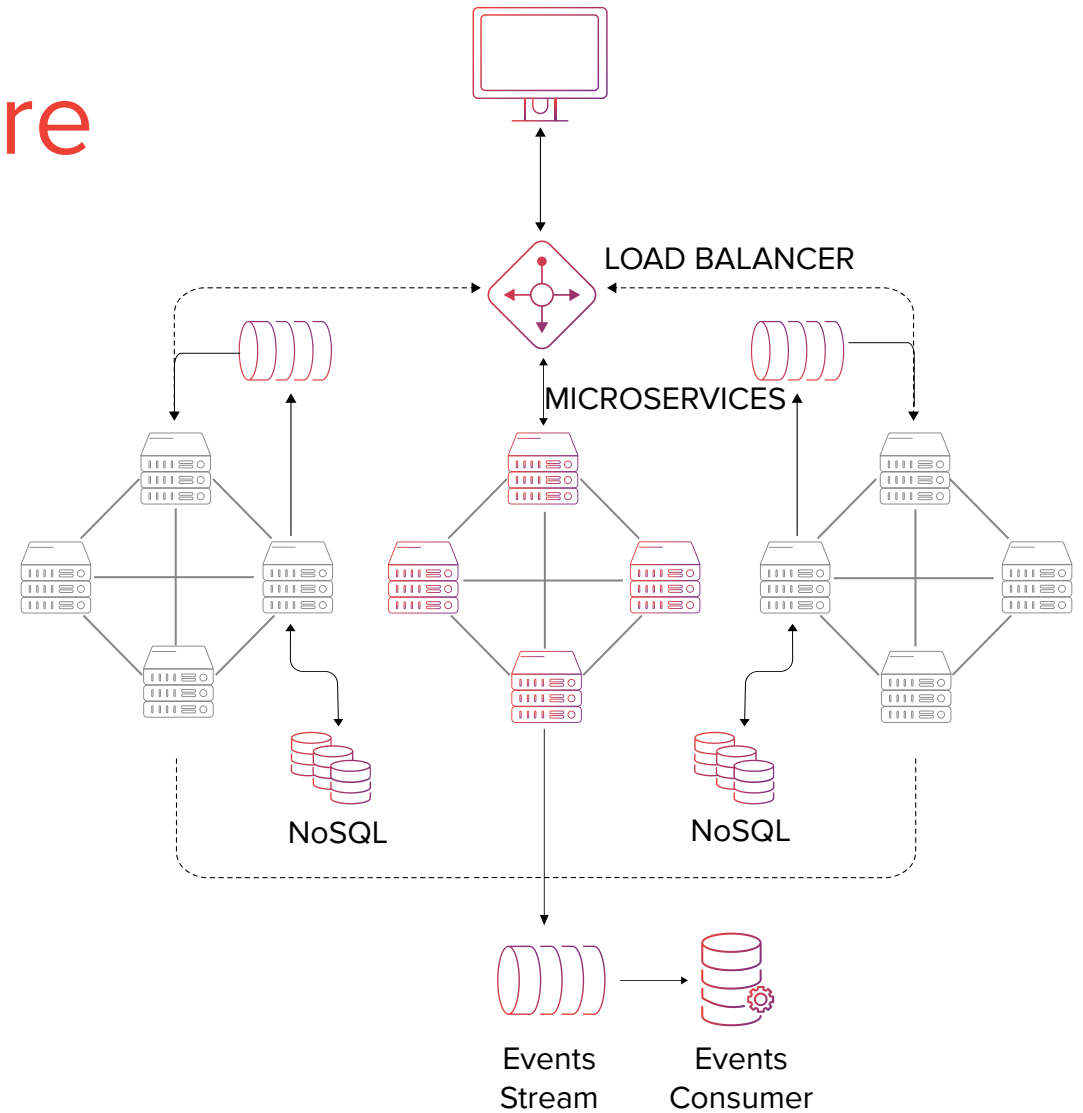 re
LOAD BALANCER
MICROSERVICES
NoSQL
NoSQL
Events
Stream
Events
Consumer